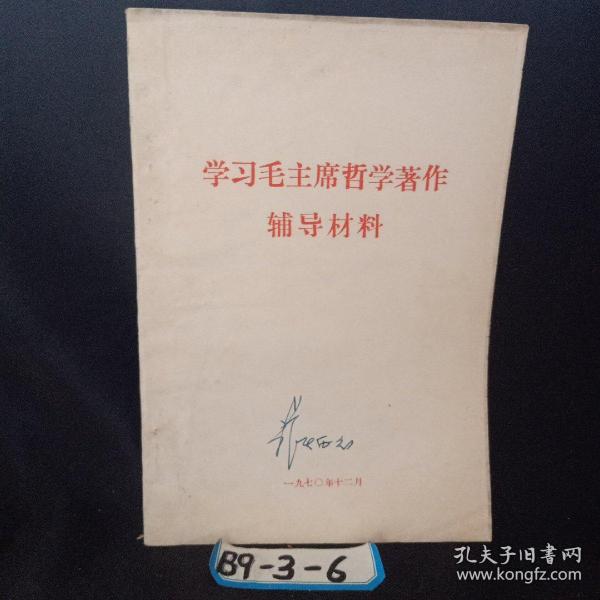 学习毛主席哲学著作
辅导材料
一九七〇年十二月
B9-3-6
孔夫子旧书网
www.kongfz.com